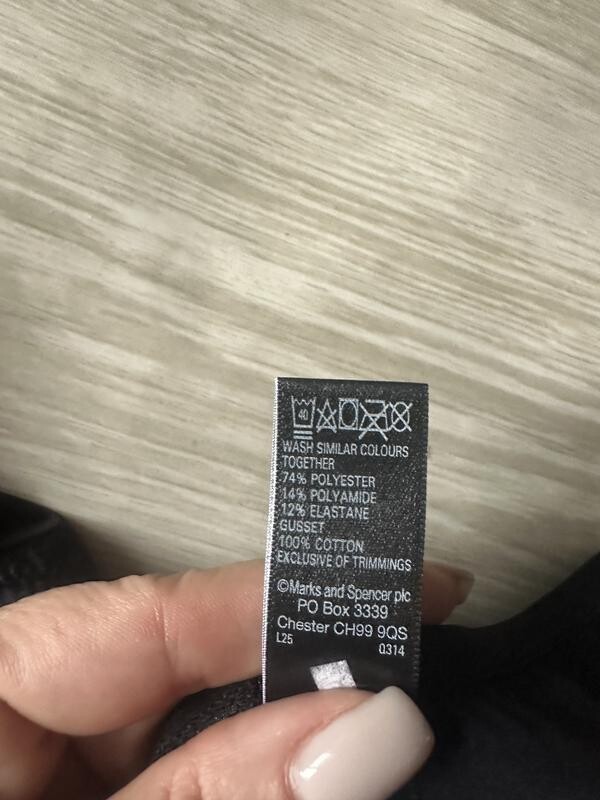 40
WASH SIMILAR COLOURS
TOGETHER
74% POLYESTER
14% POLYAMIDE
12% ELASTANE
GUSSET
100% COTTON
EXCLUSIVE OF TRIMMINGS
©Marks and Spencer plc
PO Box 3339
Chester CH99 9QS
L25 Q314